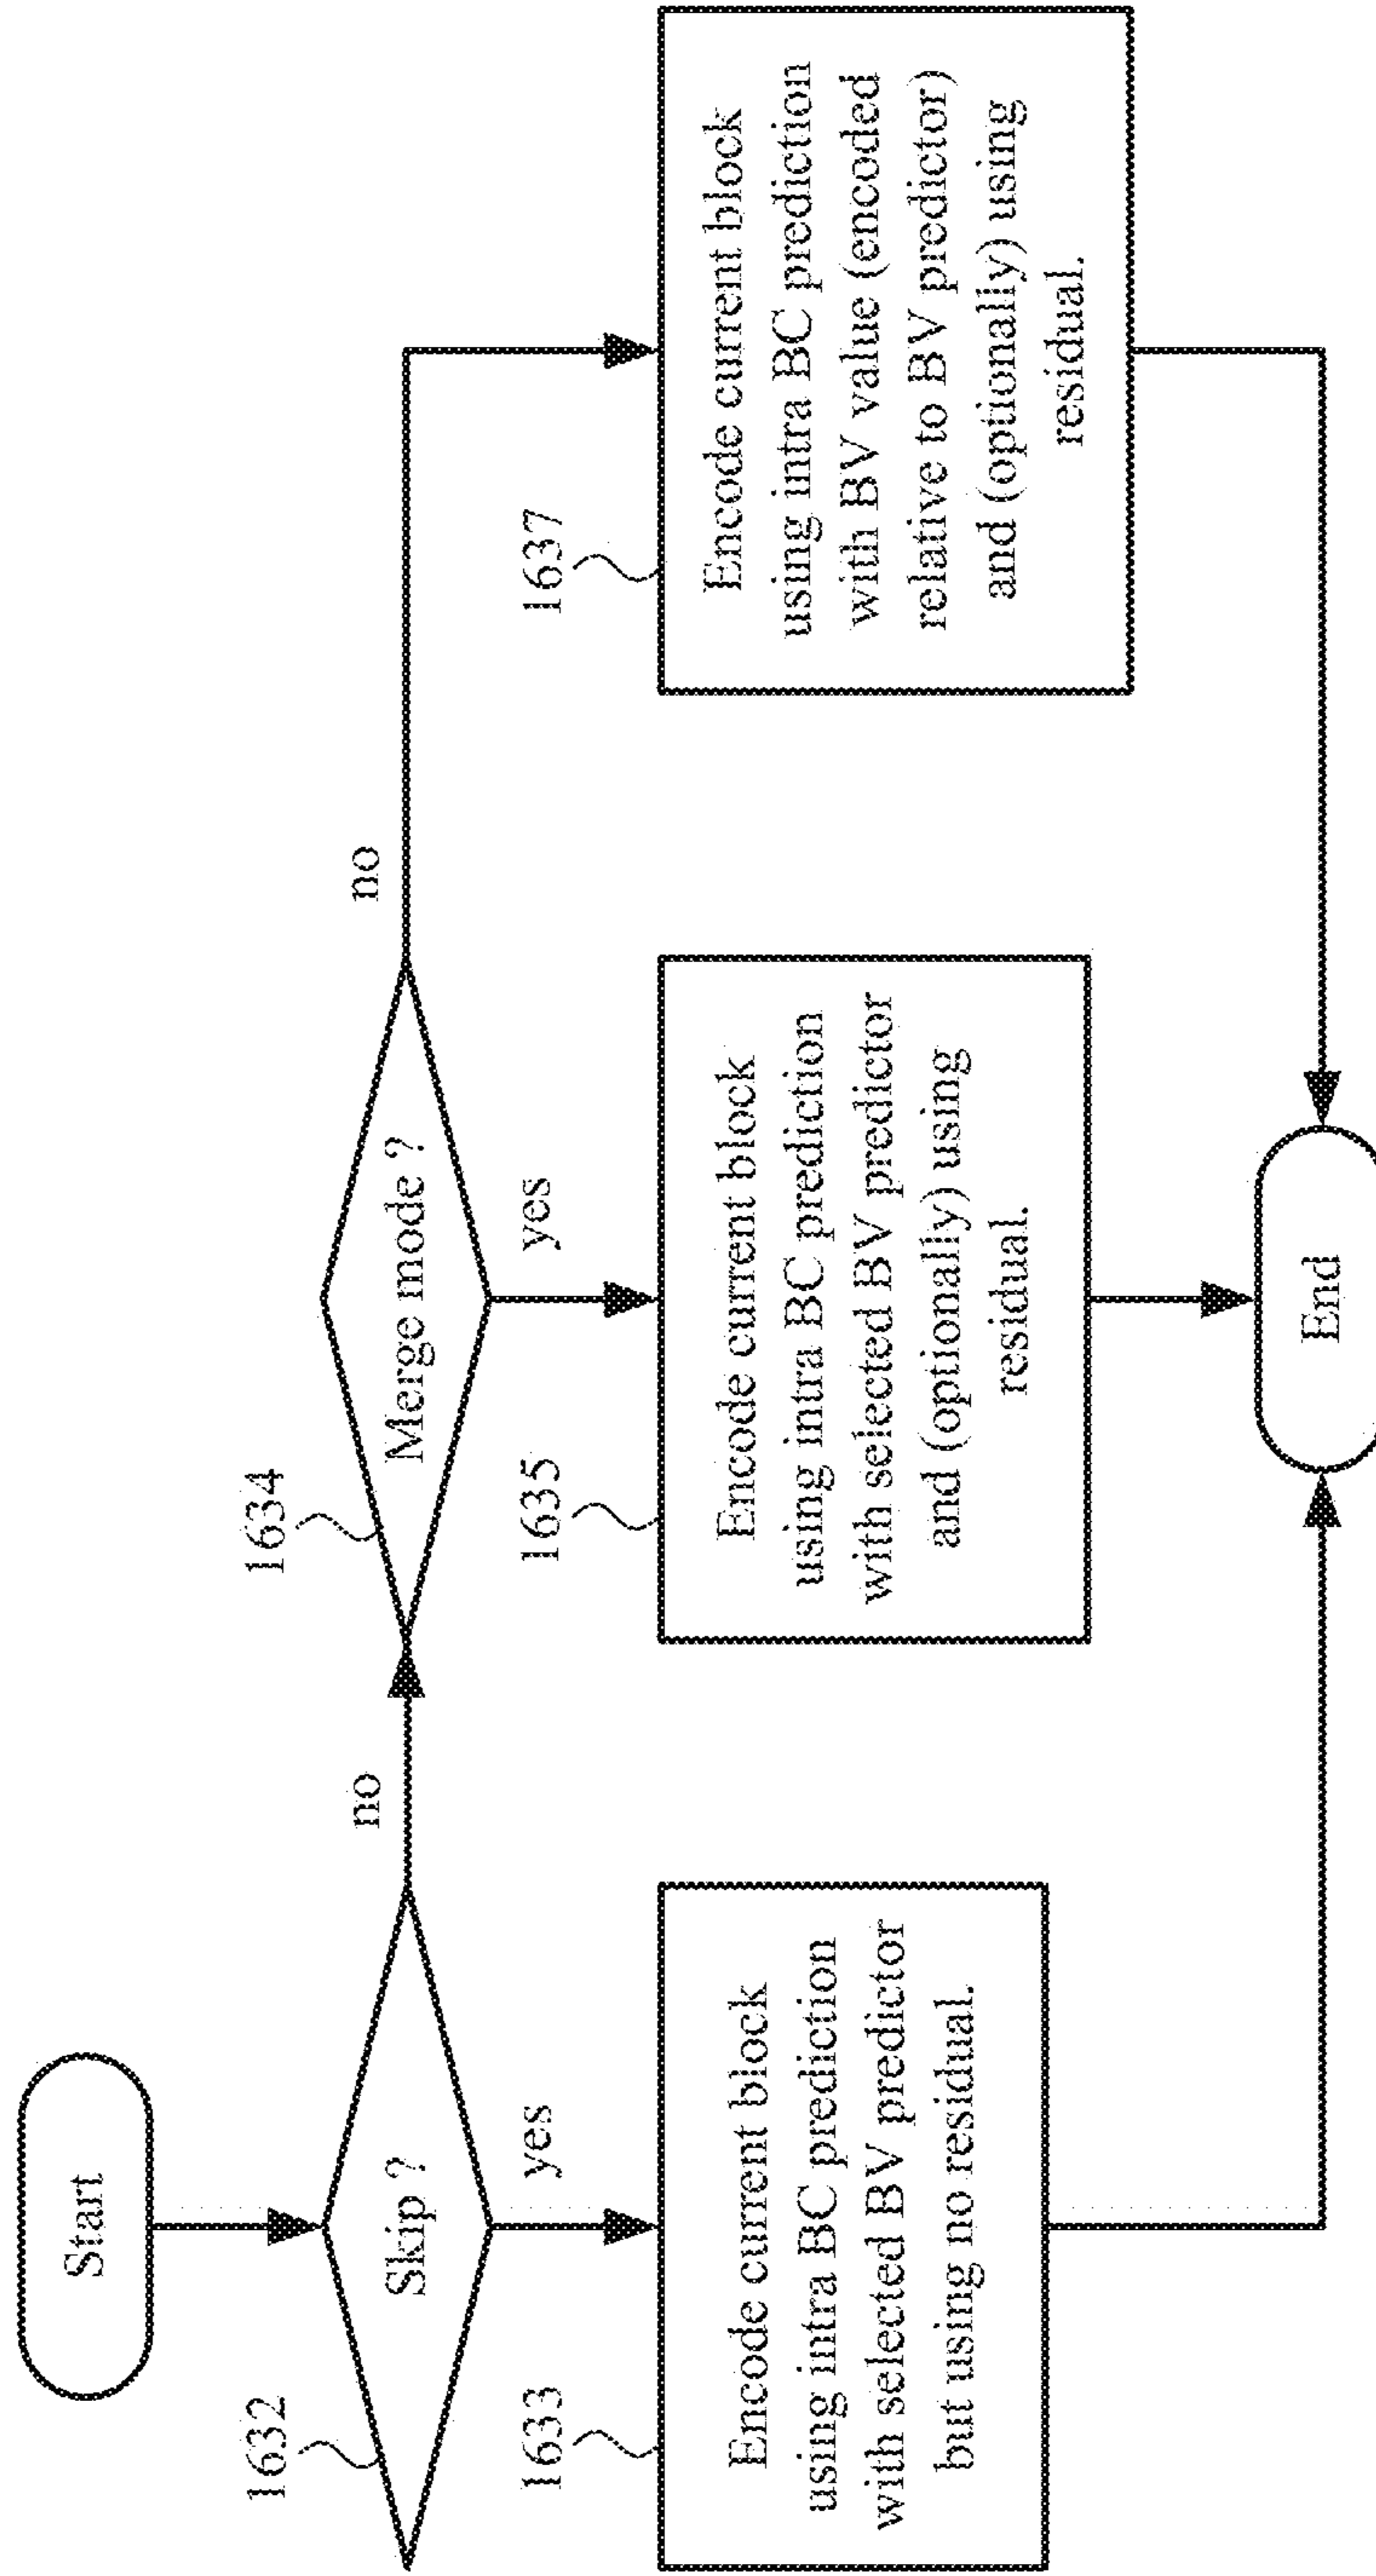 Start
1632
Skip ?
no
yes
1634
Merge mode ?
no
yes
1633
Encode current block
using intra BC prediction
with selected BV predictor
but using no residual.
1635
Encode current block
using intra BC prediction
with selected BV predictor
and (optionally) using
residual.
1637
Encode current block
using intra BC prediction
with BV value (encoded
relative to BV predictor)
and (optionally) using
residual.
End